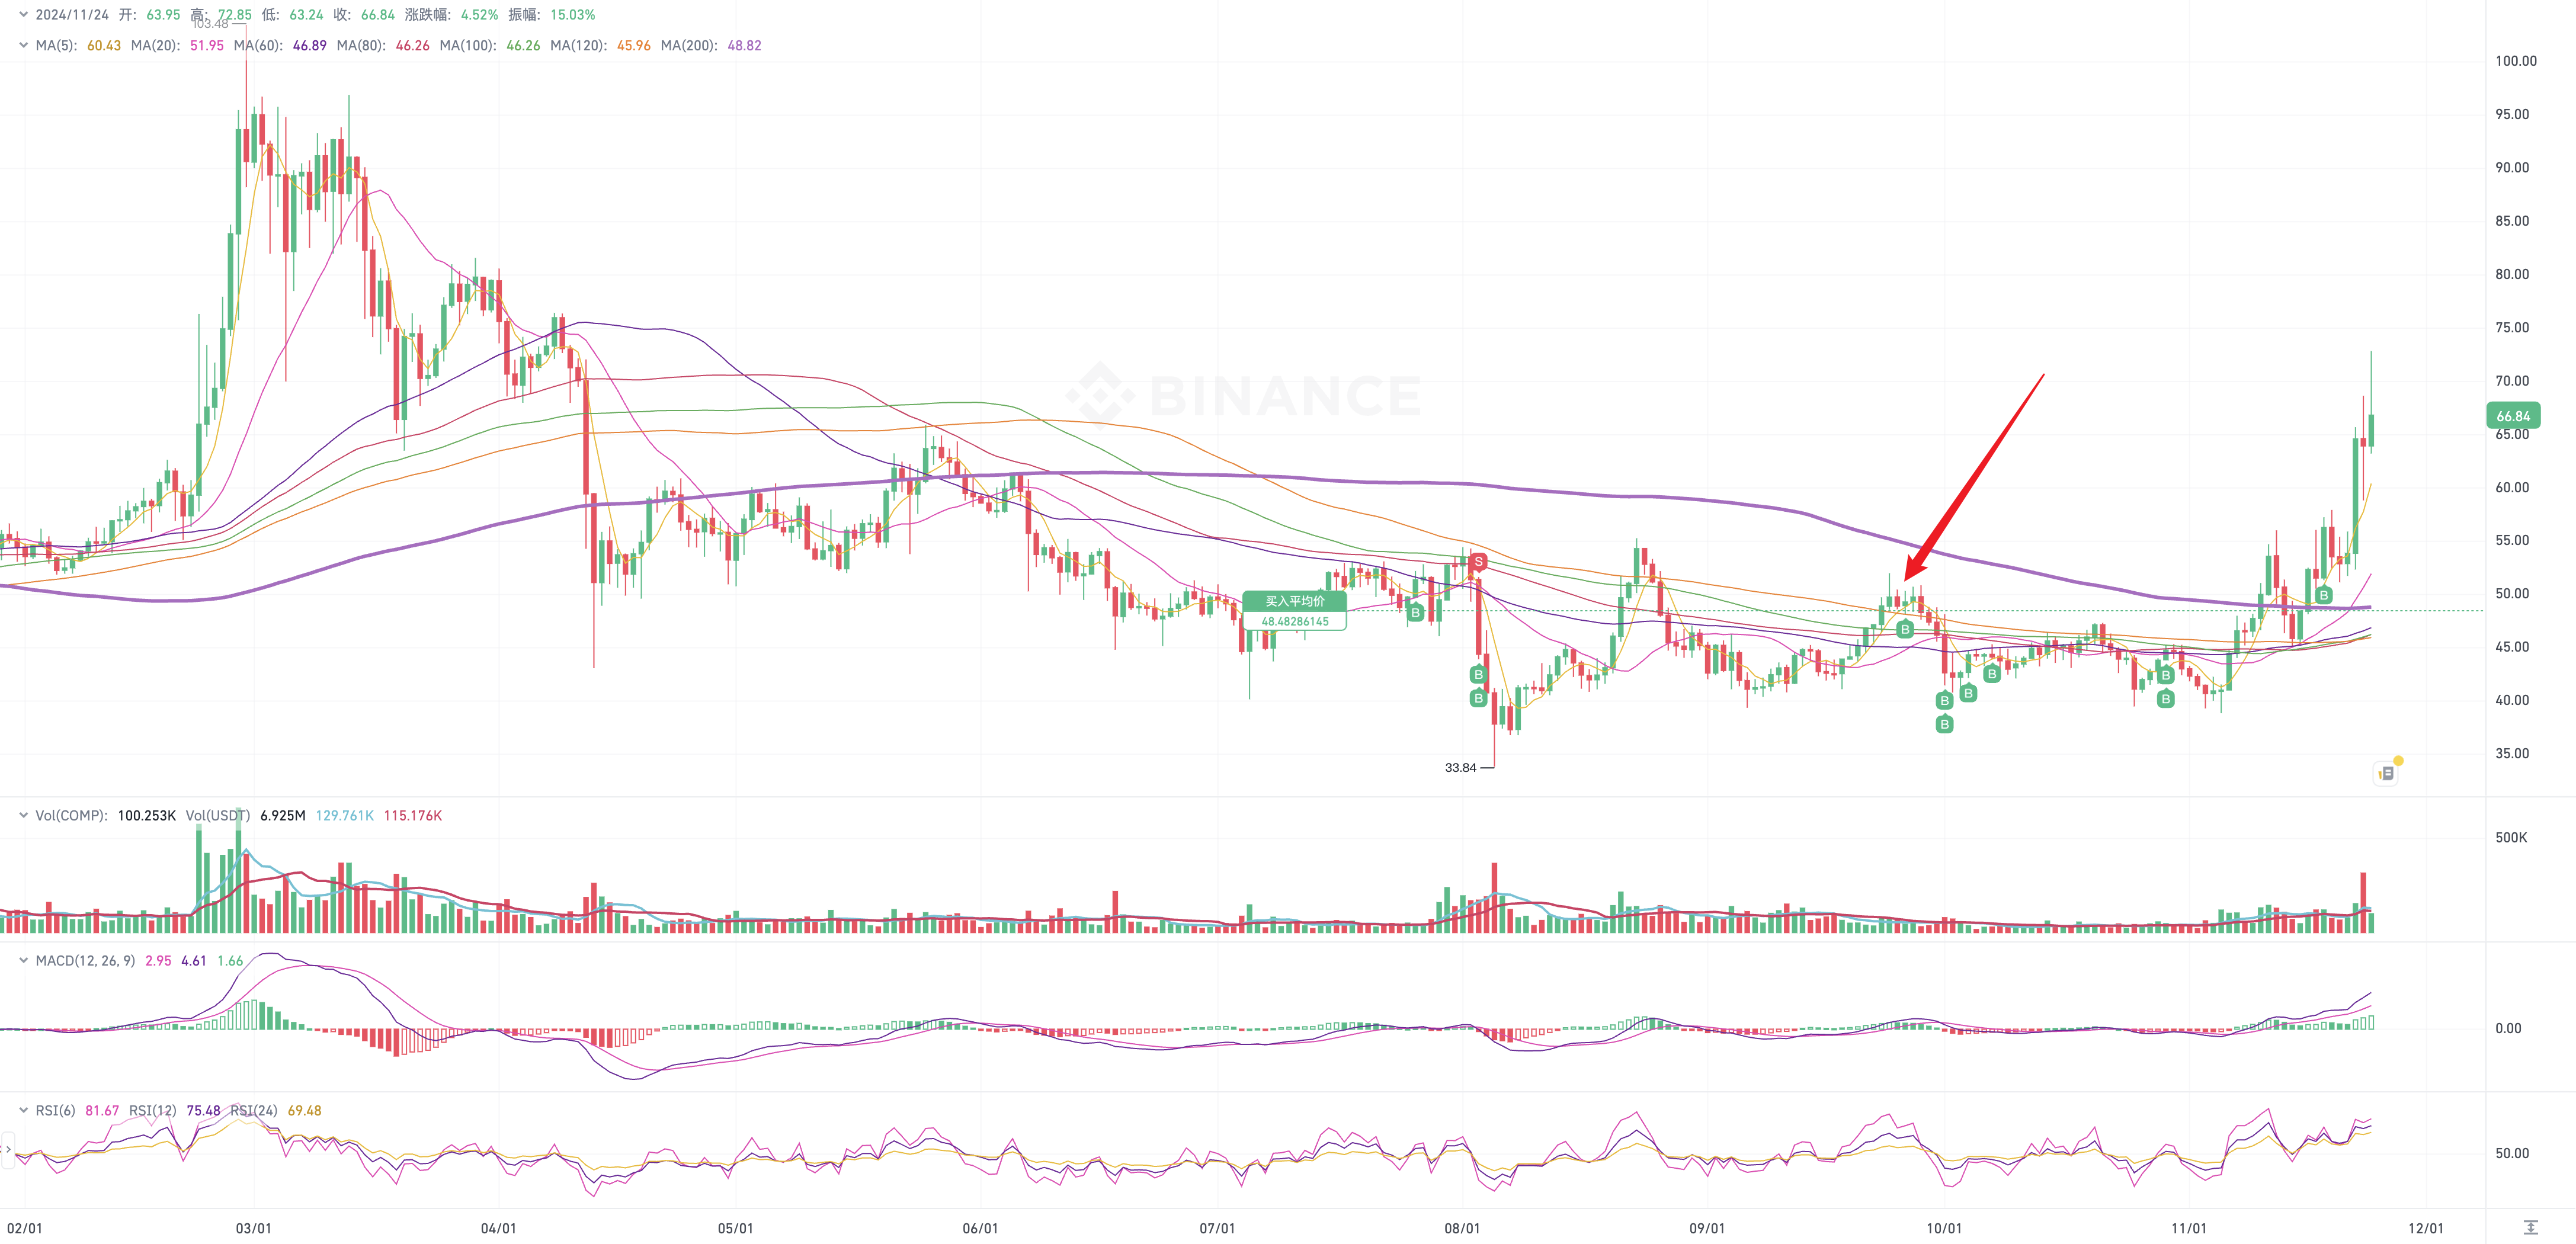 2024/11/24 开: 63.95 高: 72.85 低: 63.24 收: 66.84 涨跌幅: 4.52% 振幅: 15.03%
103.48
MA(5): 60.43 MA(20): 51.95 MA(60): 46.89 MA(80): 46.26 MA(100): 46.26 MA(120): 45.96 MA(200): 48.82
100.00
95.00
90.00
85.00
80.00
75.00
70.00
66.84
65.00
60.00
55.00
50.00
45.00
40.00
35.00
BINANCE
S
买入平均价
48.48286145
B
B
B
B
B
B
B
B
B
B
B
33.84
Vol(COMP): 100.253K Vol(USDT) 6.925M 129.761K 115.176K
500K
MACD(12, 26, 9) 2.95 4.61 1.66
0.00
RSI(6) 81.67 RSI(12) 75.48 RSI(24) 69.48
50.00
02/01 03/01 04/01 05/01 06/01 07/01 08/01 09/01 10/01 11/01 12/01